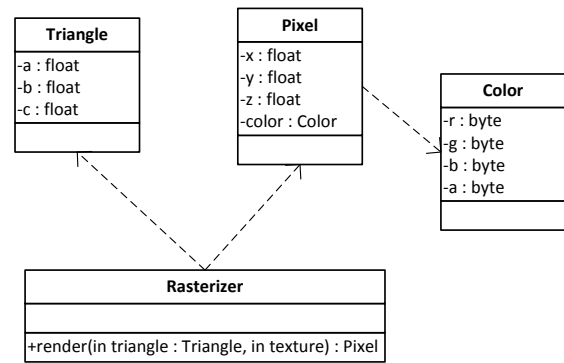 Triangle
-a : float
-b : float
-c : float
Pixel
-x : float
-y : float
-z : float
-color : Color
Color
-r : byte
-g : byte
-b : byte
-a : byte
Rasterizer
+render(in triangle : Triangle, in texture) : Pixel